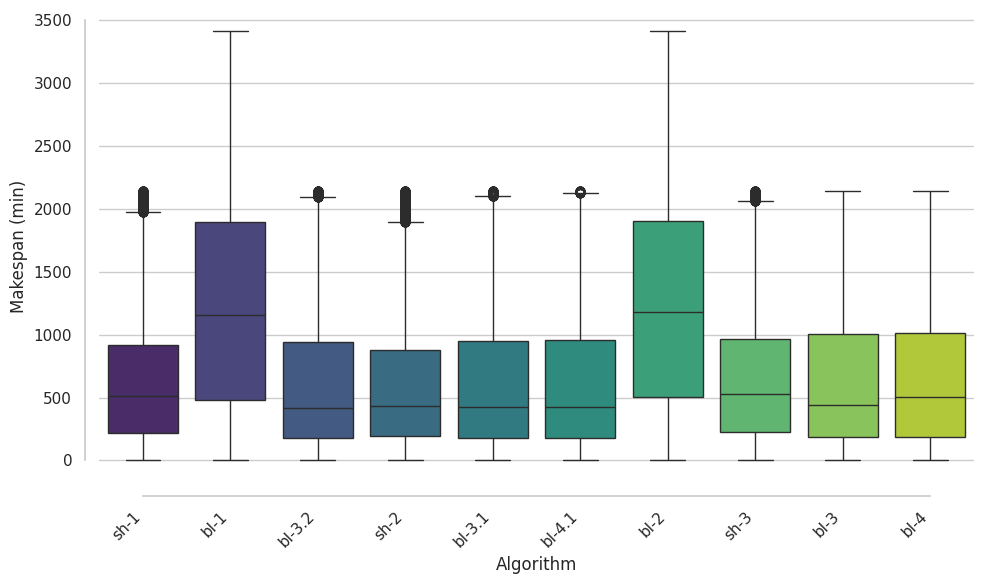 3500
3000
2500
2000
1500
1000
500
0
Makespan (min)
sh-1
bl-1
bl-3.2
sh-2
bl-3.1
bl-4.1
bl-2
sh-3
bl-3
bl-4
Algorithm